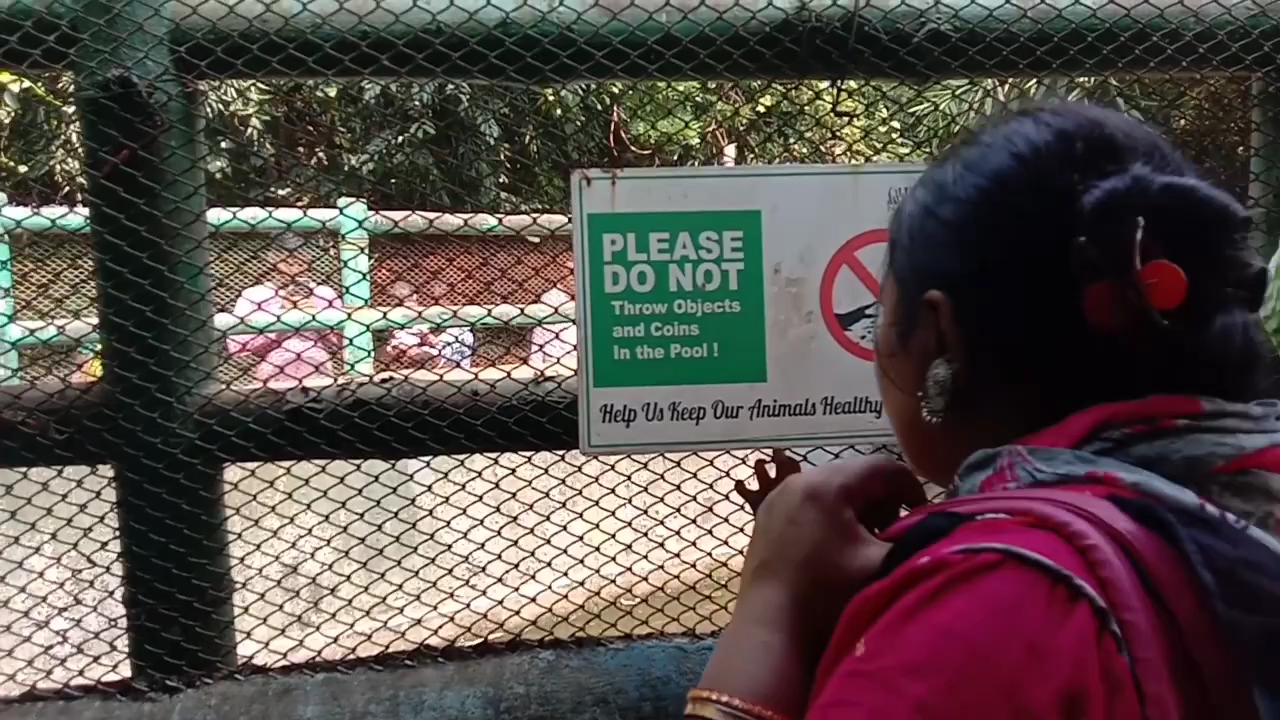 PLEASE
DO NOT
Throw Objects
and Coins
In the Pool !
Help Us Keep Our Animals Healthy